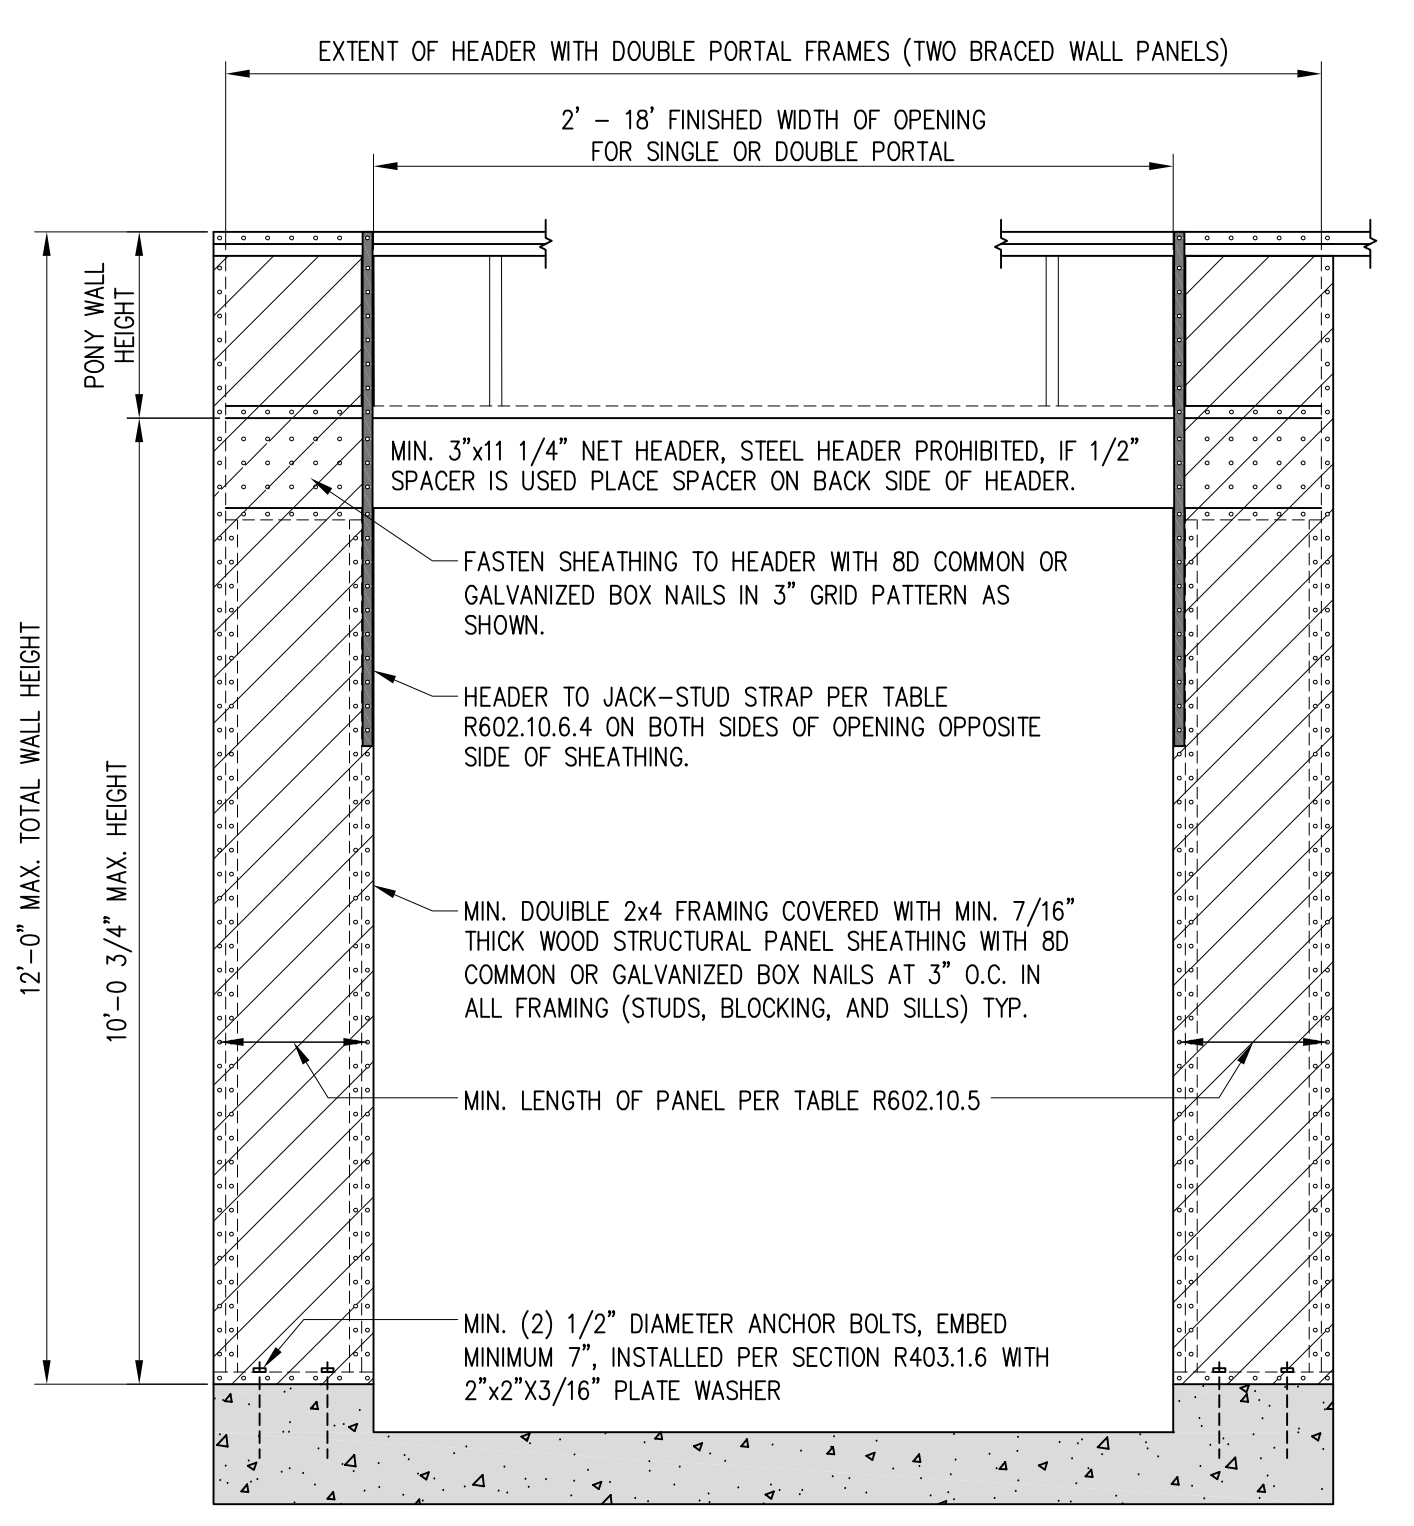 EXTENT OF HEADER WITH DOUBLE PORTAL FRAMES (TWO BRACED WALL PANELS)
2' – 18' FINISHED WIDTH OF OPENING
FOR SINGLE OR DOUBLE PORTAL
PONY WALL
HEIGHT
12'–0" MAX. TOTAL WALL HEIGHT
10'–0 3/4" MAX. HEIGHT
MIN. 3"x11 1/4" NET HEADER, STEEL HEADER PROHIBITED, IF 1/2"
SPACER IS USED PLACE SPACER ON BACK SIDE OF HEADER.
FASTEN SHEATHING TO HEADER WITH 8D COMMON OR
GALVANIZED BOX NAILS IN 3" GRID PATTERN AS
SHOWN.
HEADER TO JACK–STUD STRAP PER TABLE
R602.10.6.4 ON BOTH SIDES OF OPENING OPPOSITE
SIDE OF SHEATHING.
MIN. DOUIBLE 2x4 FRAMING COVERED WITH MIN. 7/16"
THICK WOOD STRUCTURAL PANEL SHEATHING WITH 8D
COMMON OR GALVANIZED BOX NAILS AT 3" O.C. IN
ALL FRAMING (STUDS, BLOCKING, AND SILLS) TYP.
MIN. LENGTH OF PANEL PER TABLE R602.10.5
MIN. (2) 1/2" DIAMETER ANCHOR BOLTS, EMBED
MINIMUM 7", INSTALLED PER SECTION R403.1.6 WITH
2"x2"X3/16" PLATE WASHER